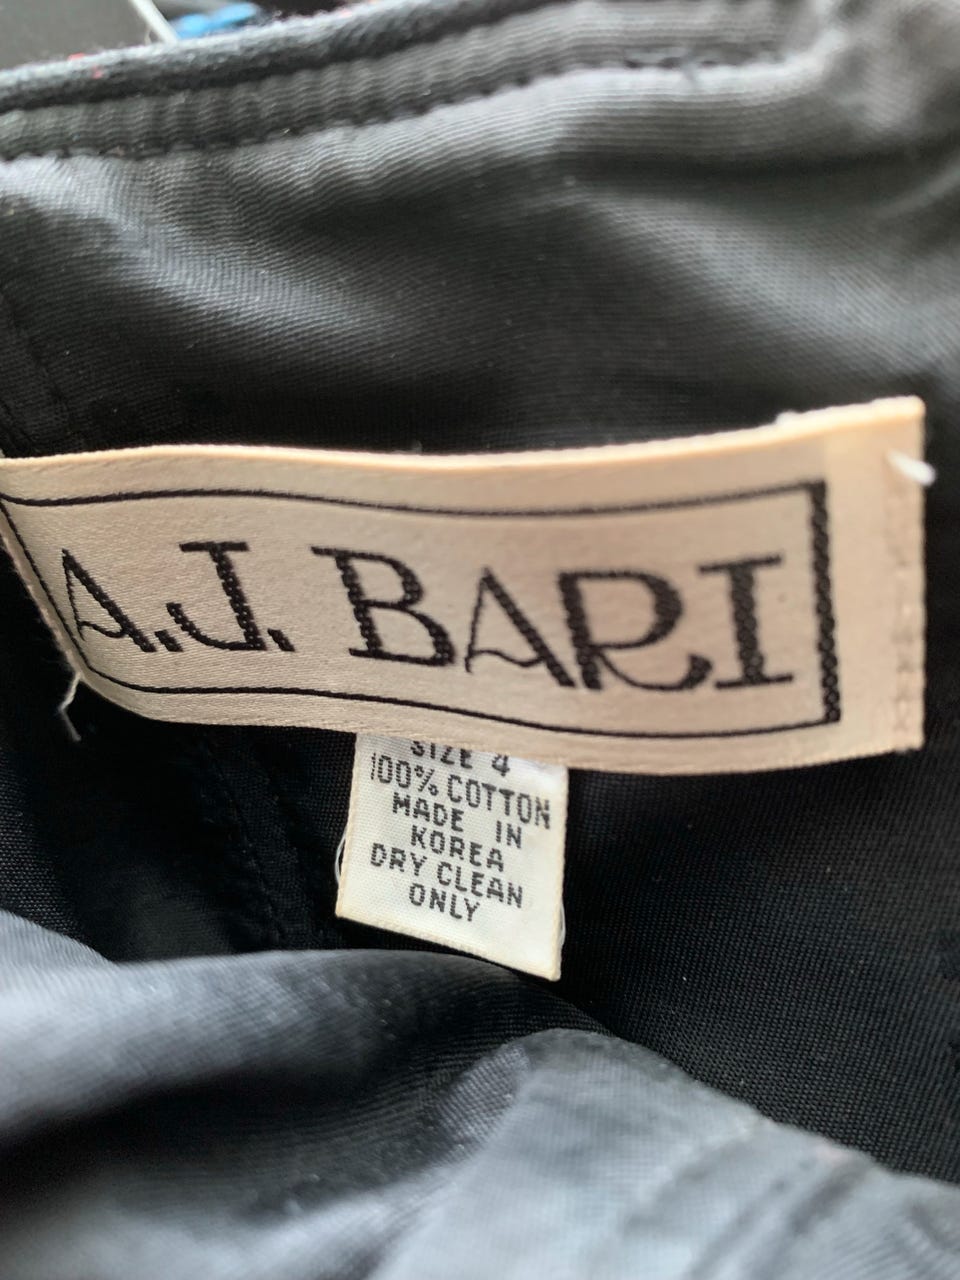 A.J. BARI
SIZE 4
100% COTTON
MADE IN
KOREA
DRY CLEAN
ONLY